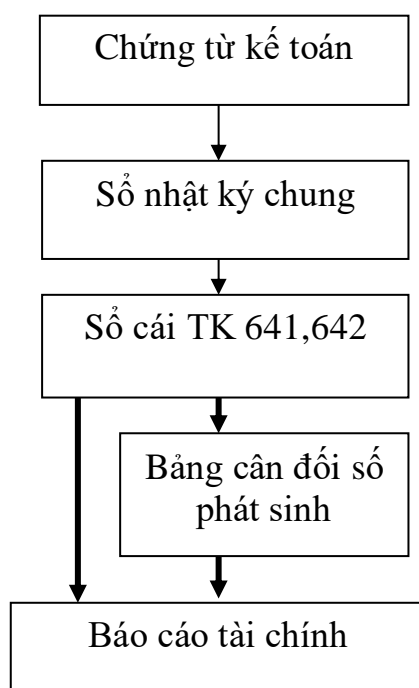 Chứng từ kế toán
Sổ nhật ký chung
Sổ cái TK 641,642
Bảng cân đối số
phát sinh
Báo cáo tài chính